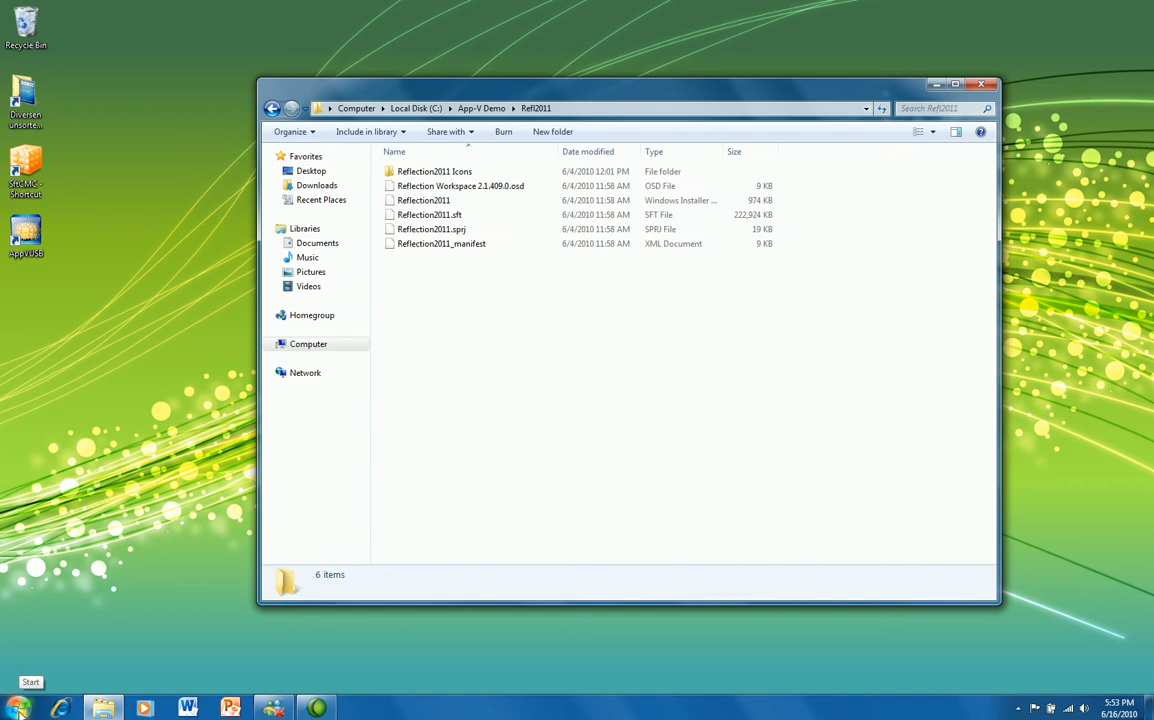 Recycle Bin
Diversen
unsorte...
SftCMC -
Shortcut
AppVUSB
Computer Local Disk (C:) App-V Demo Refl2011
Search Refl2011
Organize Include in library Share with Burn New folder
Name Date modified Type Size
Favorites
Desktop
Downloads
Recent Places
Libraries
Documents
Music
Pictures
Videos
Homegroup
Computer
Network
Reflection2011 Icons 6/4/2010 12:01 PM File folder
Reflection Workspace 2.1.409.0.osd 6/4/2010 11:58 AM OSD File 9 KB
Reflection2011 6/4/2010 11:58 AM Windows Installer ... 974 KB
Reflection2011.sft 6/4/2010 11:58 AM SFT File 222,924 KB
Reflection2011.sprj 6/4/2010 11:58 AM SPRJ File 19 KB
Reflection2011_manifest 6/4/2010 11:58 AM XML Document 9 KB
6 items
Start
5:53 PM
6/16/2010